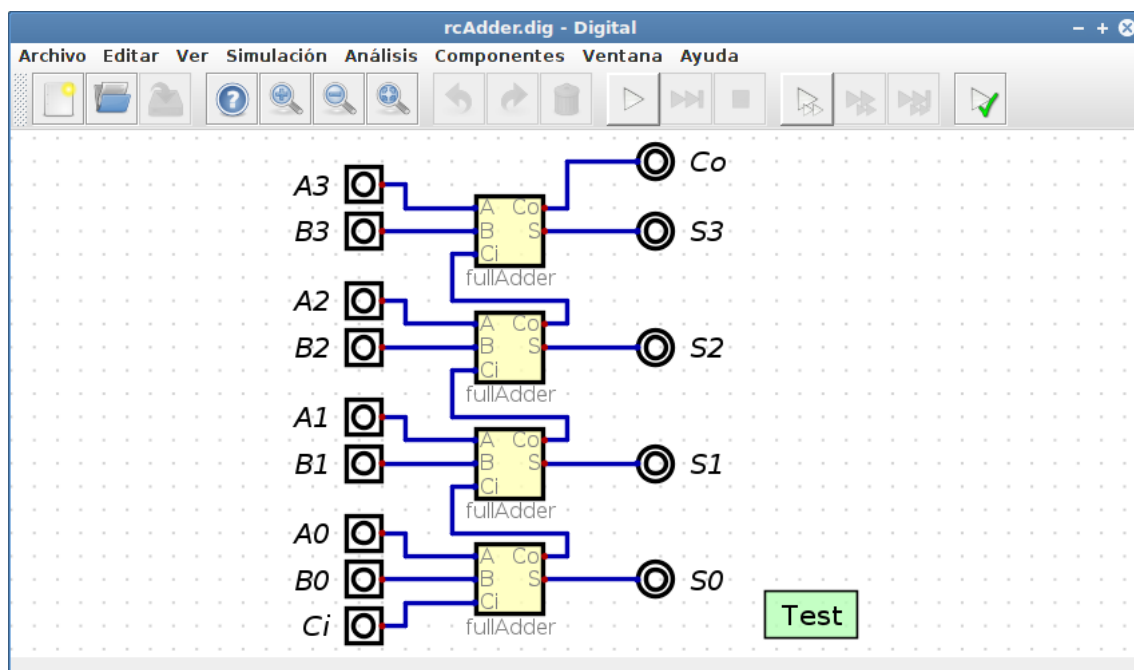 rcAdder.dig - Digital
Archivo Editar Ver Simulación Análisis Componentes Ventana Ayuda
Co
A3
A Co
B3
B S
S3
Ci
fullAdder
A2
A Co
B2
B S
S2
Ci
fullAdder
A1
A Co
B1
B S
S1
Ci
fullAdder
A0
A Co
B0
B S
S0
Ci
Ci
fullAdder
Test